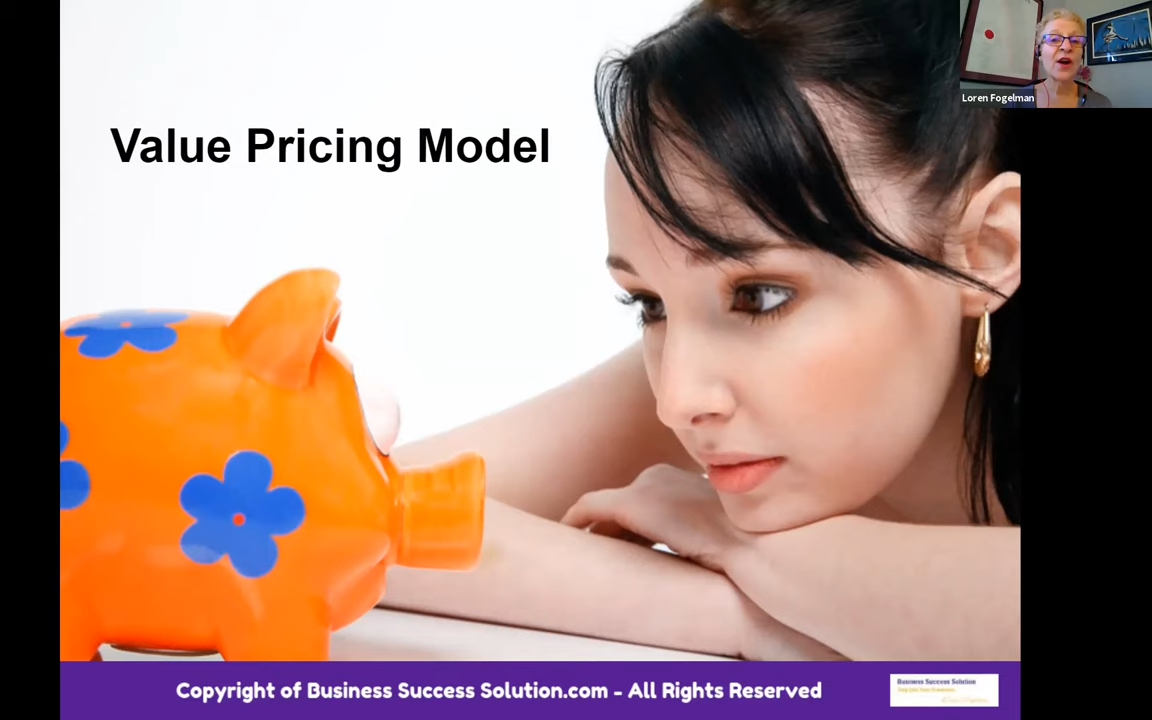 Loren Fogelman
Value Pricing Model
Copyright of Business Success Solution.com - All Rights Reserved
Business Success Solution